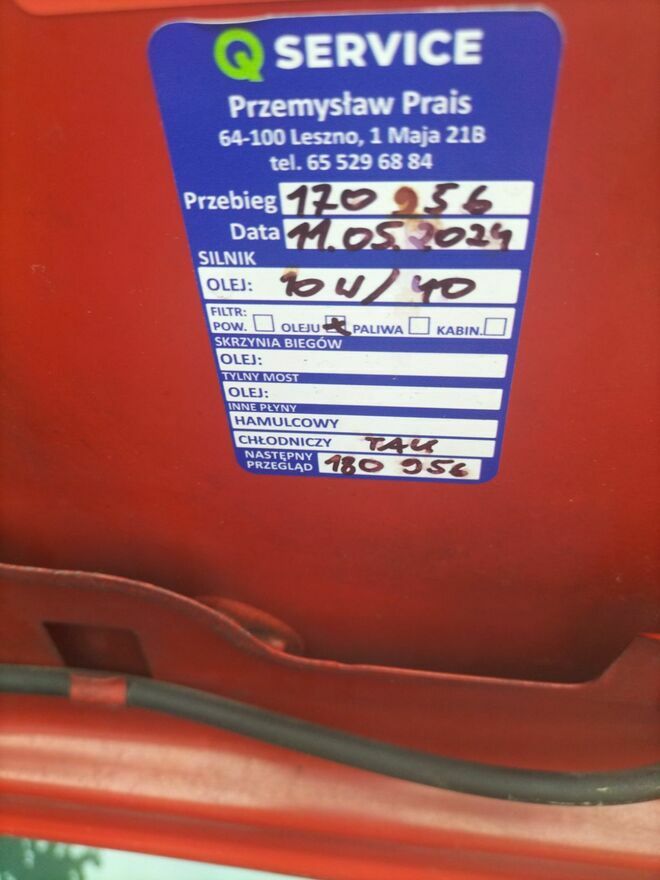 Q SERVICE
Przemysław Prais
64-100 Leszno, 1 Maja 21B
tel. 65 529 68 84
Przebieg 170 956
Data 11.05.2024
SILNIK
OLEJ: 10W/40
FILTR:
POW. OLEJU x PALIWA KABIN.
SKRZYNIA BIEGÓW
OLEJ:
TYLNY MOST
OLEJ:
INNE PŁYNY
HAMULCOWY
CHŁODNICZY TAK
NASTĘPNY
PRZEGLĄD 180 956